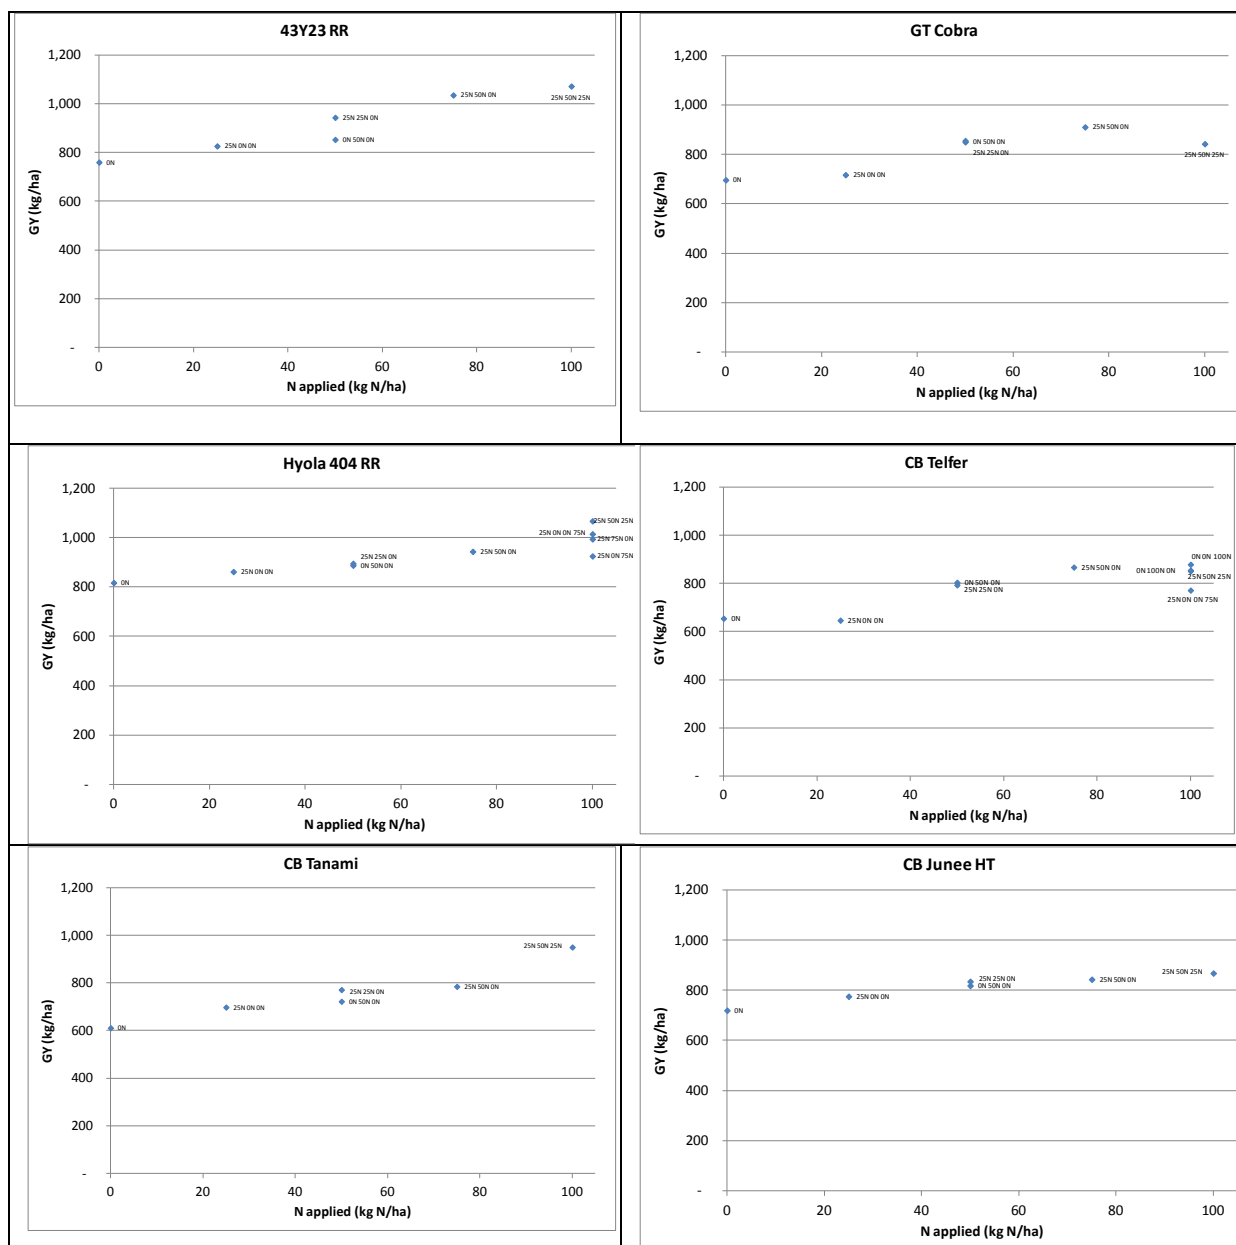 43Y23 RR
1,200
1,000
800
600
400
200
-
GY (kg/ha)
0N
25N 0N 0N
25N 25N 0N
0N 50N 0N
25N 50N 0N
25N 50N 25N
0 20 40 60 80 100
N applied (kg N/ha)
GT Cobra
1,200
1,000
800
600
400
200
-
GY (kg/ha)
0N
25N 0N 0N
0N 50N 0N
25N 25N 0N
25N 50N 0N
25N 50N 25N
0 20 40 60 80 100
N applied (kg N/ha)
Hyola 404 RR
1,200
1,000
800
600
400
200
-
GY (kg/ha)
0N
25N 0N 0N
25N 25N 0N
0N 50N 0N
25N 50N 0N
25N 50N 25N
25N 0N 0N 75N
25N 75N 0N
25N 0N 75N
0 20 40 60 80 100
N applied (kg N/ha)
CB Telfer
1,200
1,000
800
600
400
200
-
GY (kg/ha)
0N
25N 0N 0N
0N 50N 0N
25N 25N 0N
25N 50N 0N
0N 0N 100N
0N 100N 0N
25N 50N 25N
25N 0N 0N 75N
0 20 40 60 80 100
N applied (kg N/ha)
CB Tanami
1,200
1,000
800
600
400
200
-
GY (kg/ha)
0N
25N 0N 0N
25N 25N 0N
0N 50N 0N
25N 50N 0N
25N 50N 25N
0 20 40 60 80 100
N applied (kg N/ha)
CB Junee HT
1,200
1,000
800
600
400
200
-
GY (kg/ha)
0N
25N 0N 0N
25N 25N 0N
0N 50N 0N
25N 50N 0N
25N 50N 25N
0 20 40 60 80 100
N applied (kg N/ha)